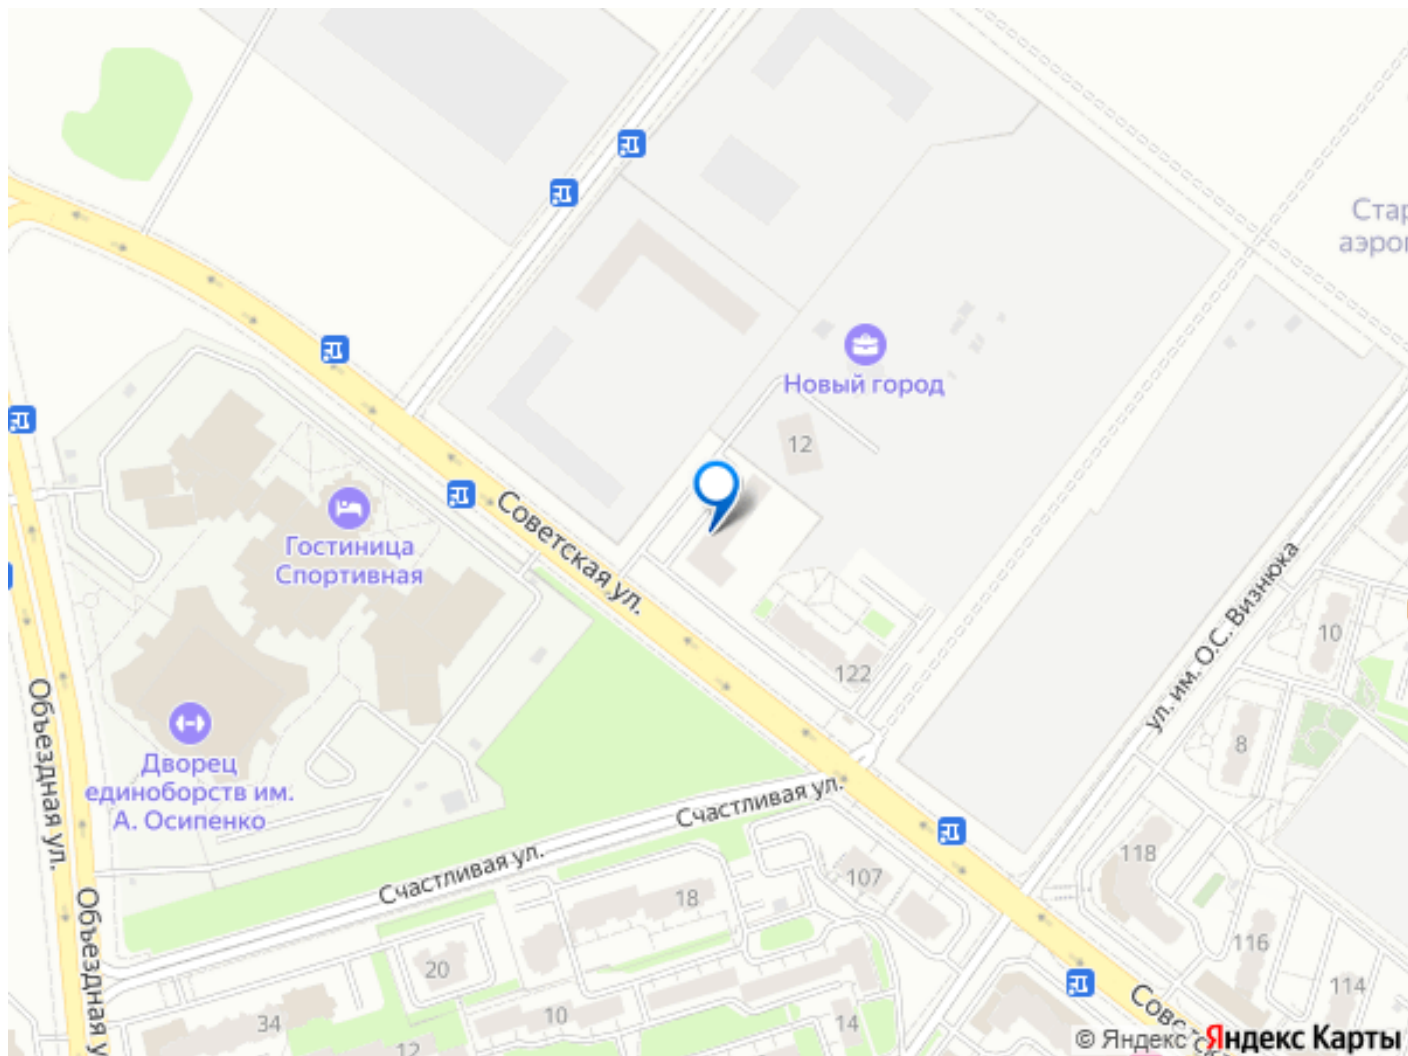 Стар
аэроп
Новый город
12
Советская ул.
Гостиница
Спортивная
122
ул. им. О.С. Визнюка
10
8
Дворец
единоборств им.
А. Осипенко
Объездная ул.
Счастливая ул.
Счастливая ул.
107
118
18
116
20
114
10
14
34
12
Объездная у
Советс
© Яндекс Яндекс Карты